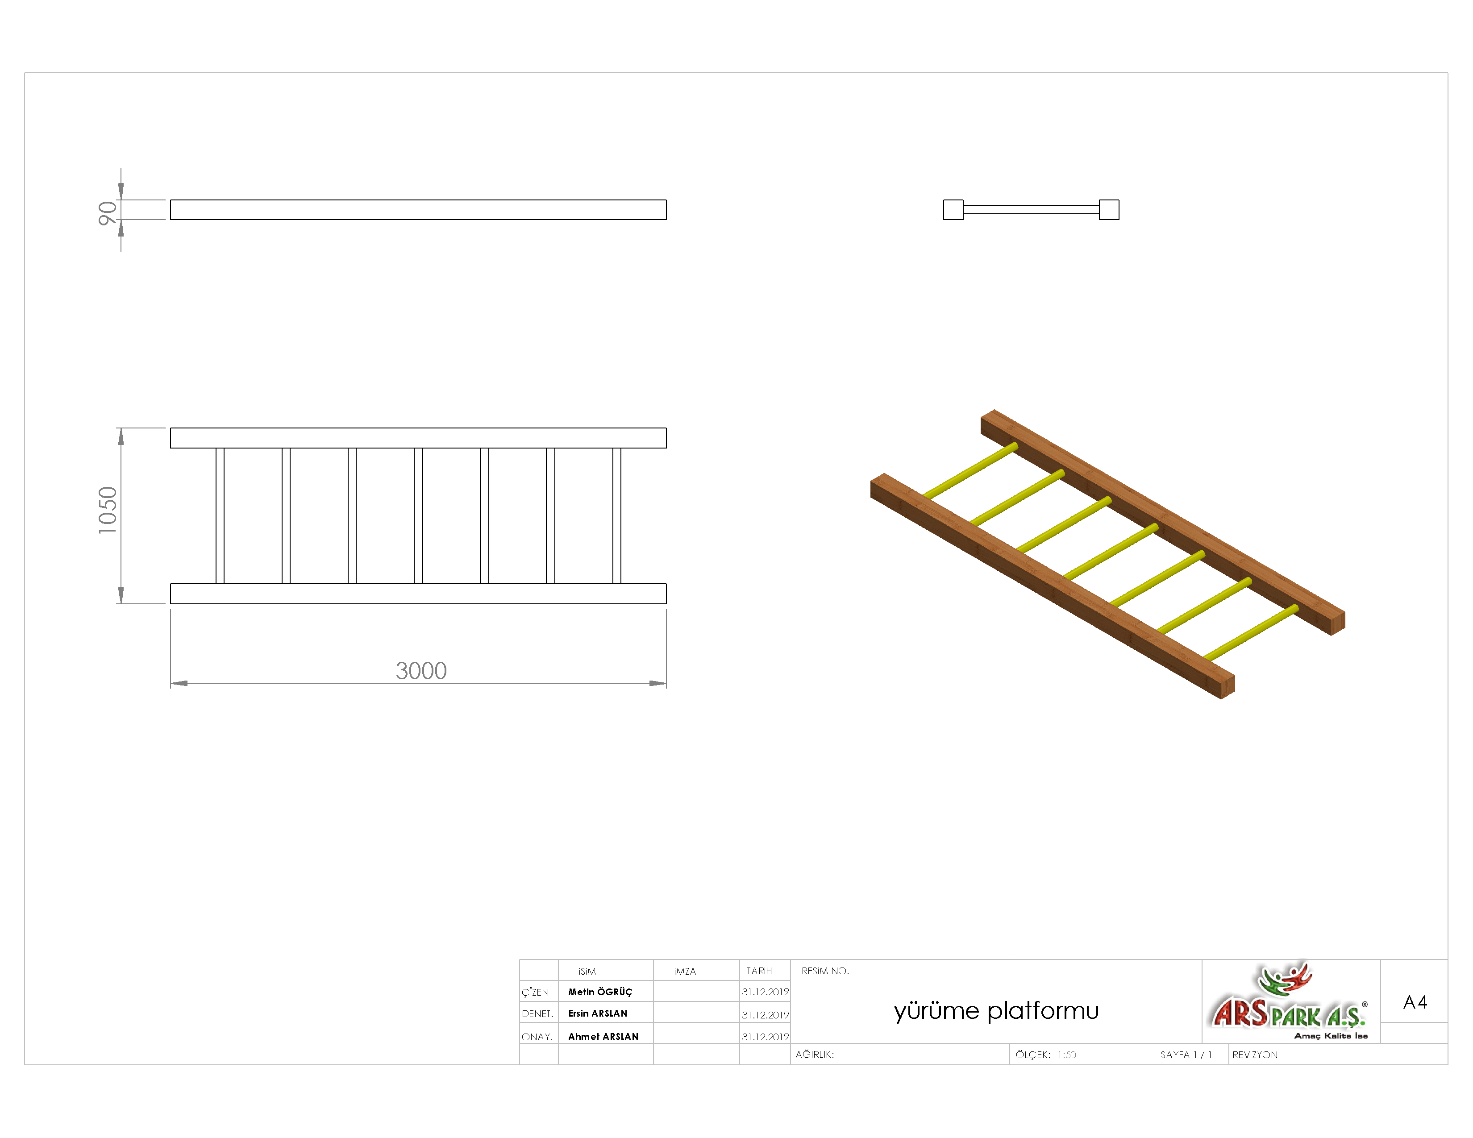 90
1050
3000
İSİM İMZA TARİH RESİM NO.
ÇİZEN. Metin ÖGRÜÇ 31.12.2019
DENET. Ersin ARSLAN 31.12.2019
ONAY. Ahmet ARSLAN 31.12.2019
yürüme platformu
ARSPARK A.Ş.®
Amaç Kalite İse
A4
AĞIRLIK: ÖLÇEK: SAYFA 1 / 1 REVİZYON